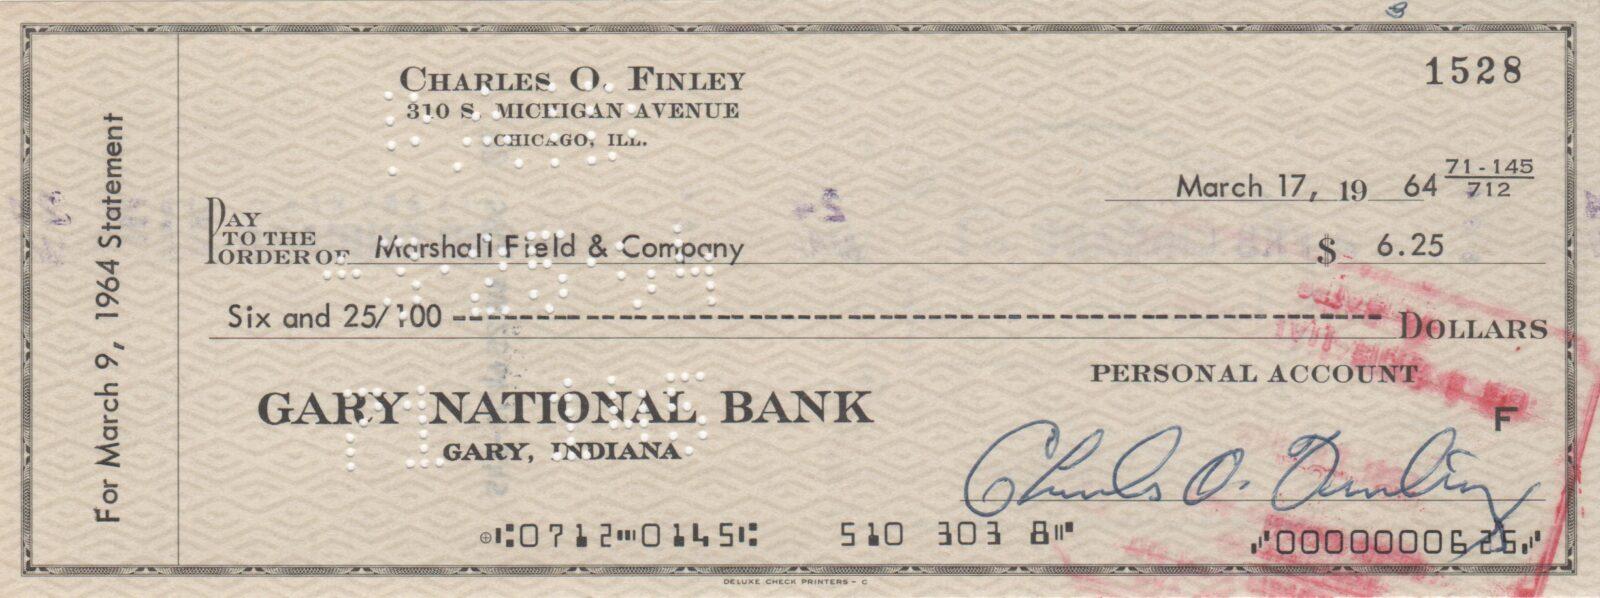 1528
CHARLES O. FINLEY
310 S. MICHIGAN AVENUE
CHICAGO, ILL.
March 17, 19 64
71-145
712
PAY TO THE ORDER OF Marshall Field & Company $ 6.25
Six and 25/100 DOLLARS
For March 9, 1964 Statement
PERSONAL ACCOUNT
GARY NATIONAL BANK
F
GARY, INDIANA
Charles O. Finley
⑆0712⑉0145⑆ 510 303 8⑈ ⑇0000000625⑇
DELUXE CHECK PRINTERS - C